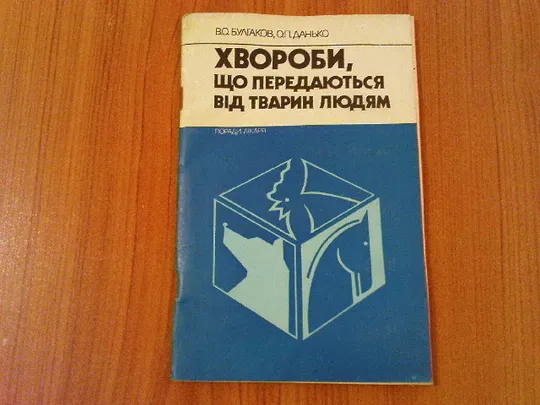 В.О. БУЛГАКОВ, О.П. ДАНЬКО
ХВОРОБИ,
ЩО ПЕРЕДАЮТЬСЯ
ВІД ТВАРИН ЛЮДЯМ
ПОРАДИ ЛІКАРЯ